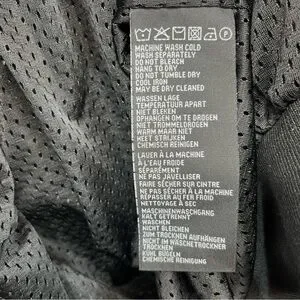 MACHINE WASH COLD
WASH SEPARATELY
DO NOT BLEACH
HANG TO DRY
DO NOT TUMBLE DRY
COOL IRON
MAY BE DRY CLEANED
WASSEN LAGE
TEMPERATUUR APART
NIET BLEKEN
OPHANGEN OM TE DROGEN
NIET TROMMELDROGEN
WARM MAAR NIET
HEET STRIJKEN
CHEMISCH REINIGEN
LAUER À LA MACHINE
À L'EAU FROIDE
SÉPARÉMENT
NE PAS JAVELLISER
FAIRE SÉCHER SUR CINTRE
NE PAS SÉCHER À LA MACHINE
REPASSER AU FER FROID
NETTOYAGE À SEC
MASCHINENWASCHGANG
KALT GETRENNT
WASCHEN
NICHT BLEICHEN
ZUM TROCKNEN AUFHÄNGEN
NICHT IM WÄSCHETROCKNER
TROCKNEN
KÜHL BÜGELN
CHEMISCHE REINIGUNG